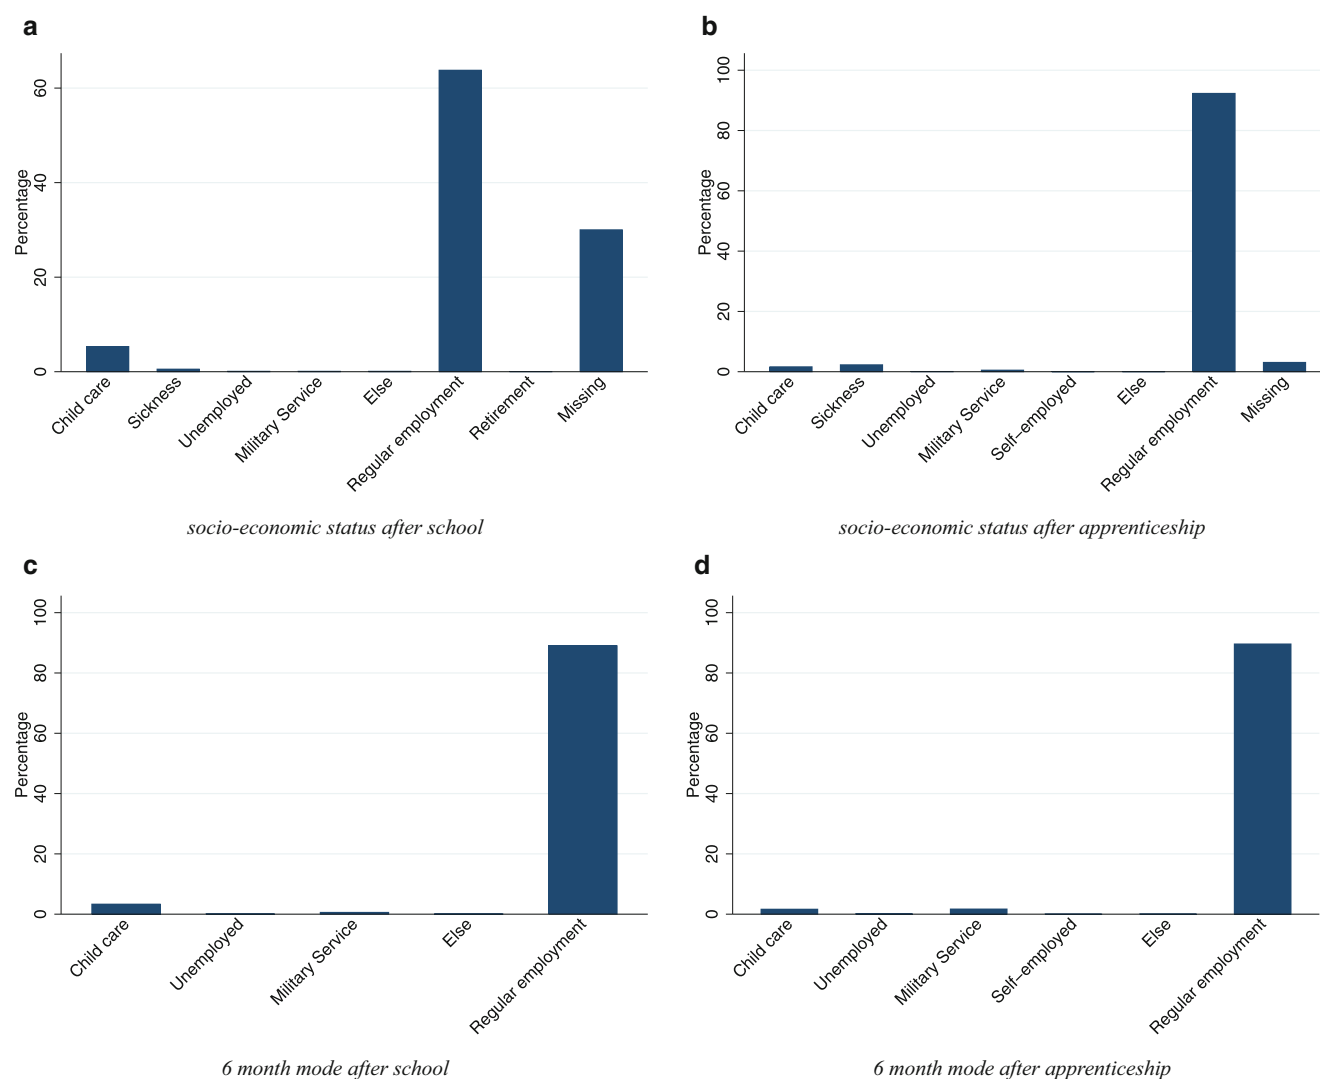 a
Percentage
60
40
20
0
Child care
Sickness
Unemployed
Military Service
Else
Regular employment
Retirement
Missing
socio-economic status after school
b
Percentage
100
80
60
40
20
0
Child care
Sickness
Unemployed
Military Service
Self−employed
Else
Regular employment
Missing
socio-economic status after apprenticeship
c
Percentage
100
80
60
40
20
0
Child care
Unemployed
Military Service
Else
Regular employment
6 month mode after school
d
Percentage
100
80
60
40
20
0
Child care
Unemployed
Military Service
Self−employed
Else
Regular employment
6 month mode after apprenticeship